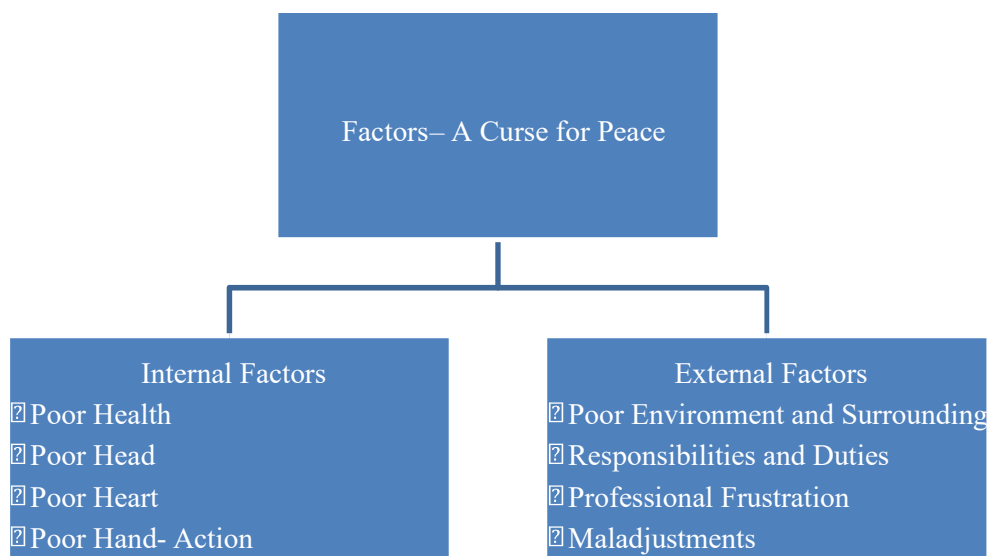 Factors– A Curse for Peace
Internal Factors
Poor Health
Poor Head
Poor Heart
Poor Hand- Action
External Factors
Poor Environment and Surrounding
Responsibilities and Duties
Professional Frustration
Maladjustments